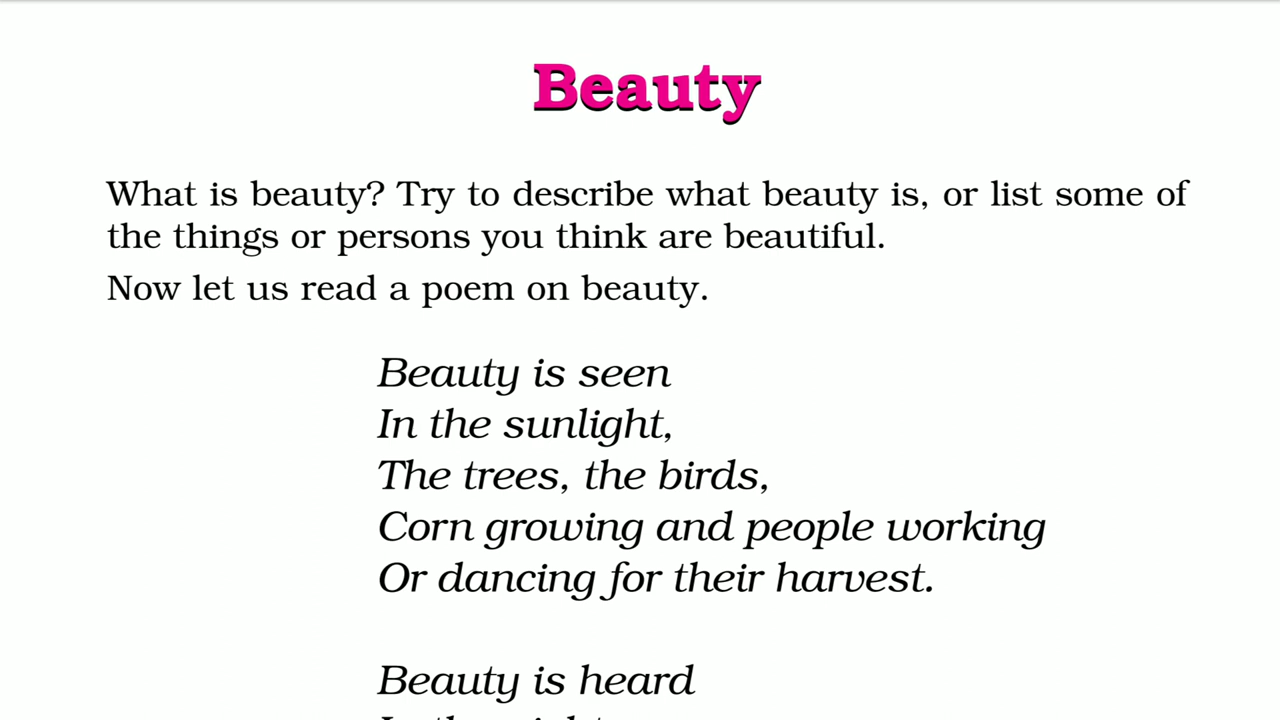 Beauty
What is beauty? Try to describe what beauty is, or list some of
the things or persons you think are beautiful.
Now let us read a poem on beauty.
Beauty is seen
In the sunlight,
The trees, the birds,
Corn growing and people working
Or dancing for their harvest.
Beauty is heard